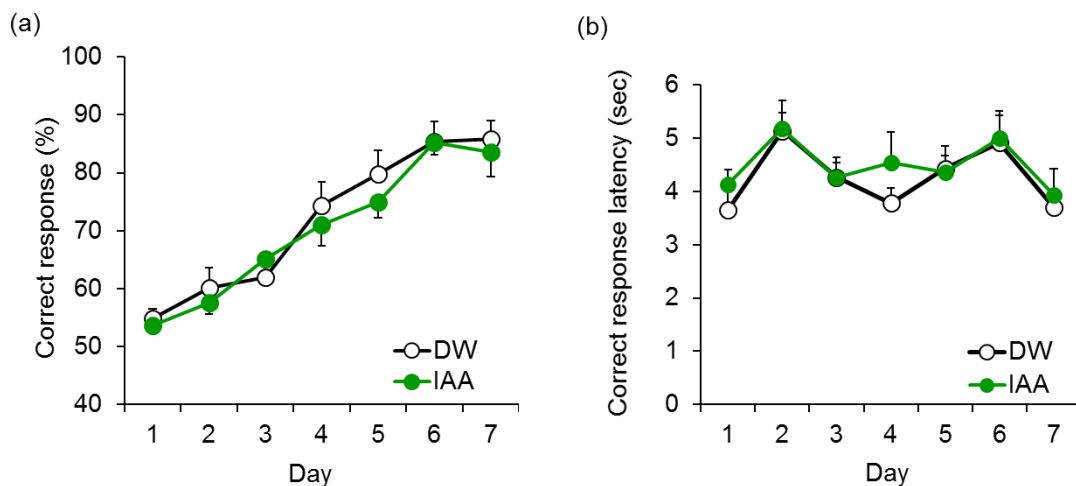 (a)
Correct response (%)
100
90
80
70
60
50
40
1 2 3 4 5 6 7
Day
DW
IAA
(b)
Correct response latency (sec)
6
5
4
3
2
1
0
1 2 3 4 5 6 7
Day
DW
IAA